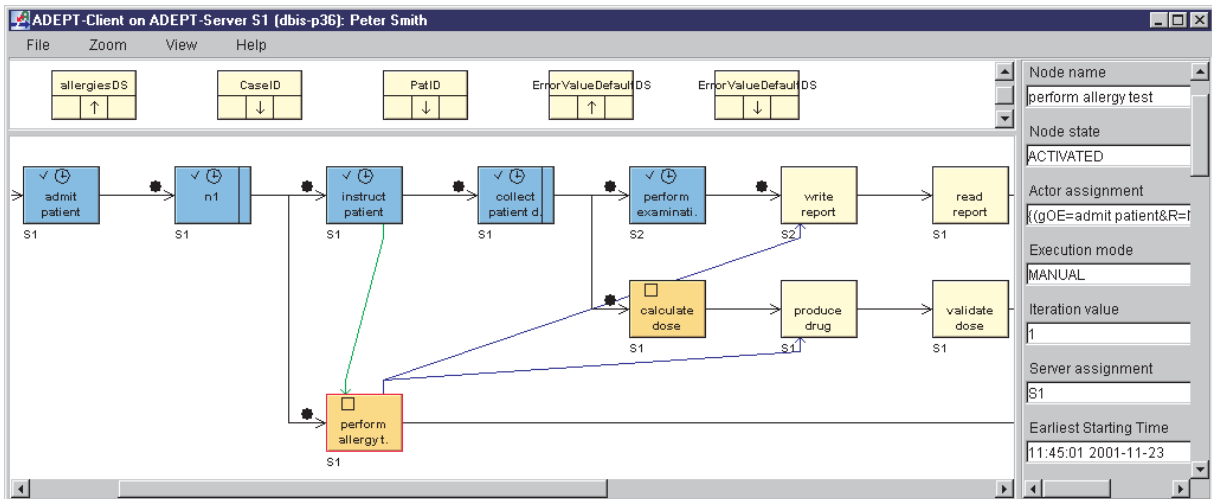 ADEPT-Client on ADEPT-Server S1 (dbis-p36): Peter Smith
File Zoom View Help
allergiesDS CaseID PatID ErrorValueDefaultDS ErrorValueDefaultDS
Node name
perform allergy test
Node state
ACTIVATED
Actor assignment
{(gOE=admit patient&R=
Execution mode
MANUAL
Iteration value
1
Server assignment
S1
Earliest Starting Time
11:45:01 2001-11-23
admit
patient
S1
n1
S1
instruct
patient
S1
collect
patient d.
S1
perform
examinati.
S2
write
report
S2
read
report
S1
calculate
dose
S1
produce
drug
S1
validate
dose
S1
perform
allergyt.
S1